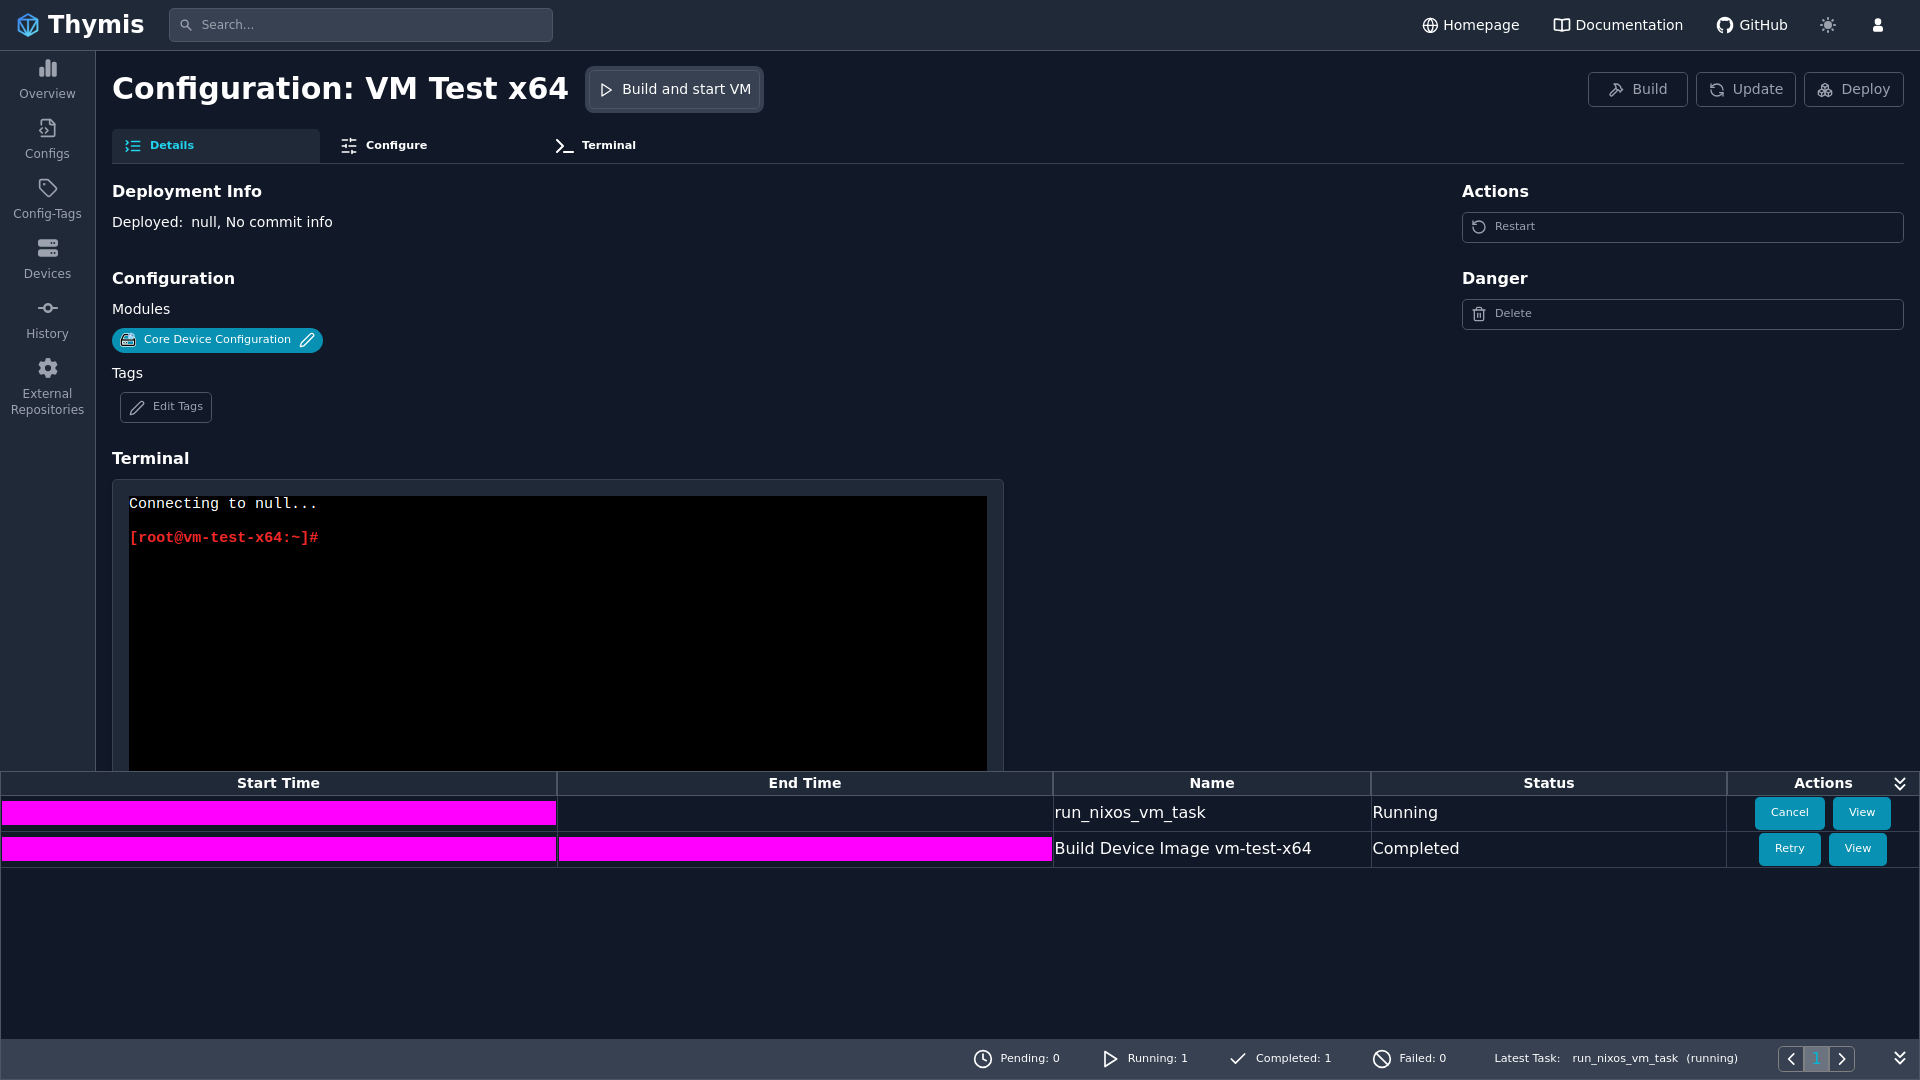 Thymis
Search...
Homepage
Documentation
GitHub
Overview
Configs
Config-Tags
Devices
History
External
Repositories
Configuration: VM Test x64
Build and start VM
Build
Update
Deploy
Details
Configure
Terminal
Deployment Info
Deployed: null, No commit info
Actions
Restart
Configuration
Danger
Modules
Delete
Core Device Configuration
Tags
Edit Tags
Terminal
Connecting to null...
[root@vm-test-x64:~]#
Start Time End Time Name Status Actions
run_nixos_vm_task Running Cancel View
Build Device Image vm-test-x64 Completed Retry View
Pending: 0 Running: 1 Completed: 1 Failed: 0 Latest Task: run_nixos_vm_task (running) 1